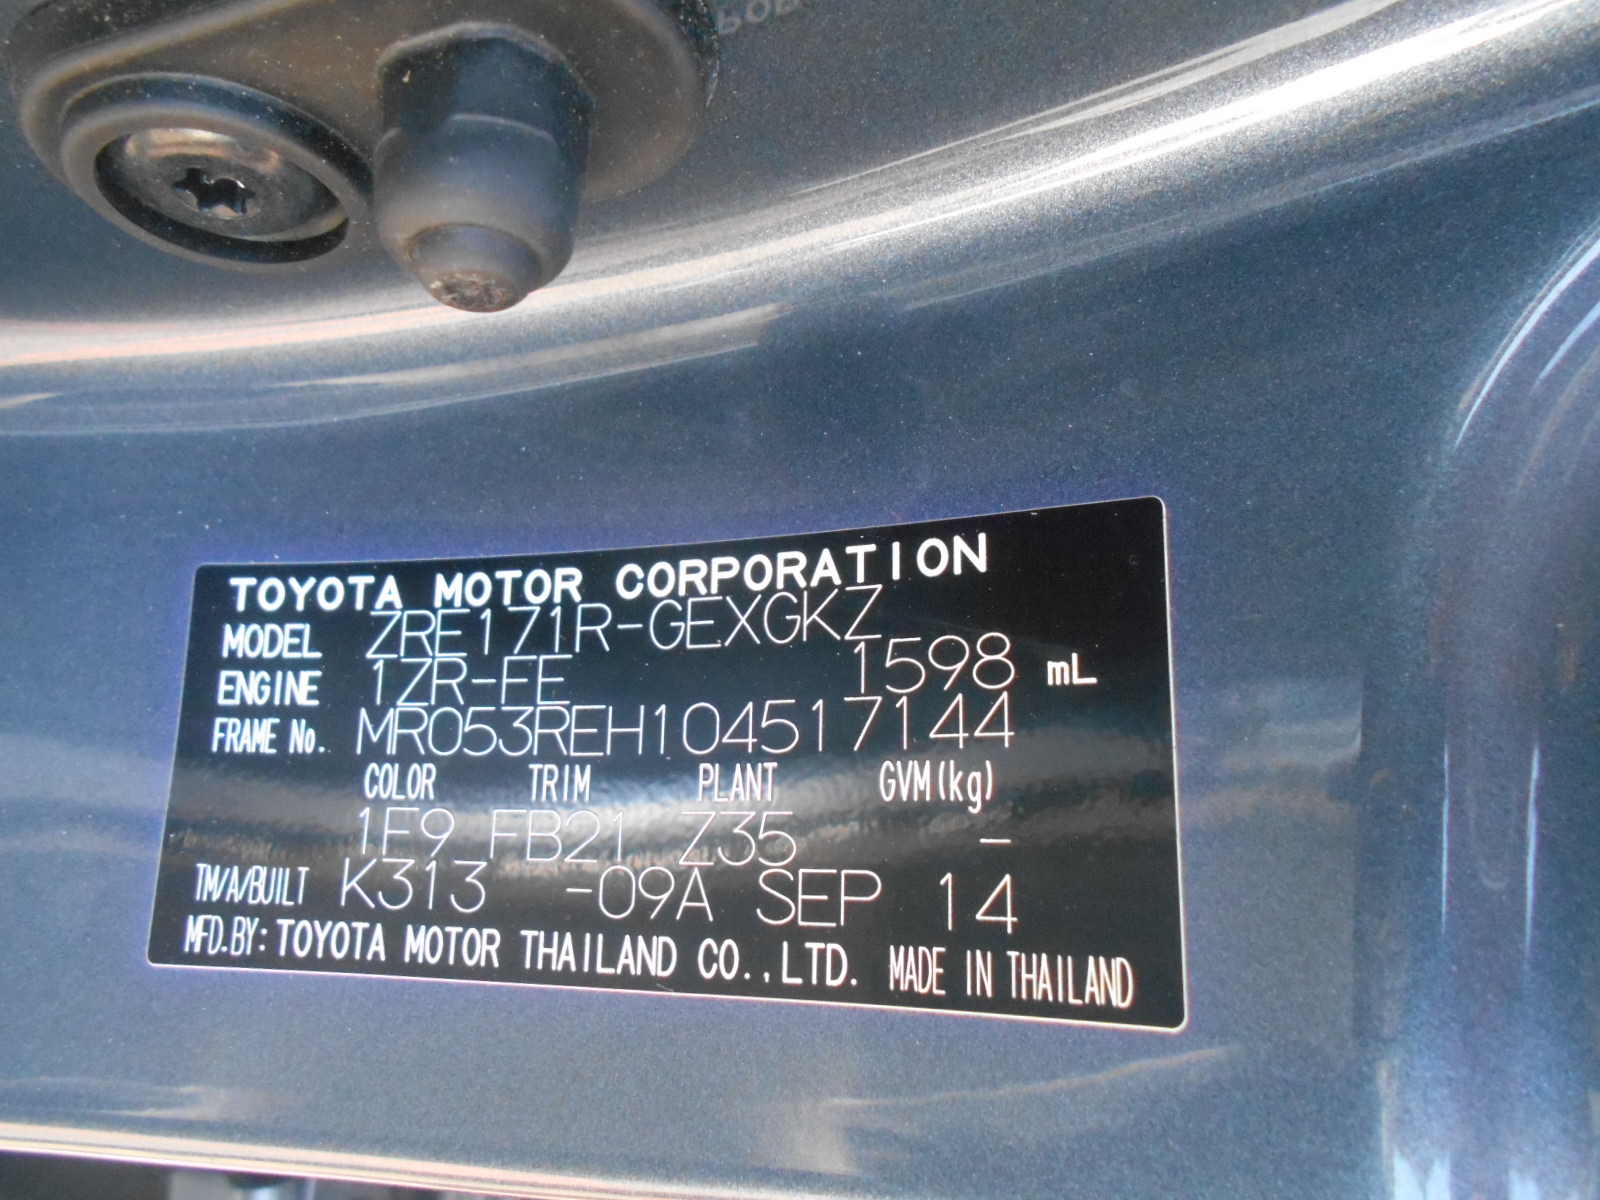 TOYOTA MOTOR CORPORATION
MODEL ZRE171R-GEXGKZ
ENGINE 1ZR-FE 1598 mL
FRAME No. MR053REH104517144
COLOR TRIM PLANT GVM(kg)
1F9 FB21 Z35 –
TM/A/BUILT K313 -09A SEP 14
MFD.BY: TOYOTA MOTOR THAILAND CO.,LTD. MADE IN THAILAND